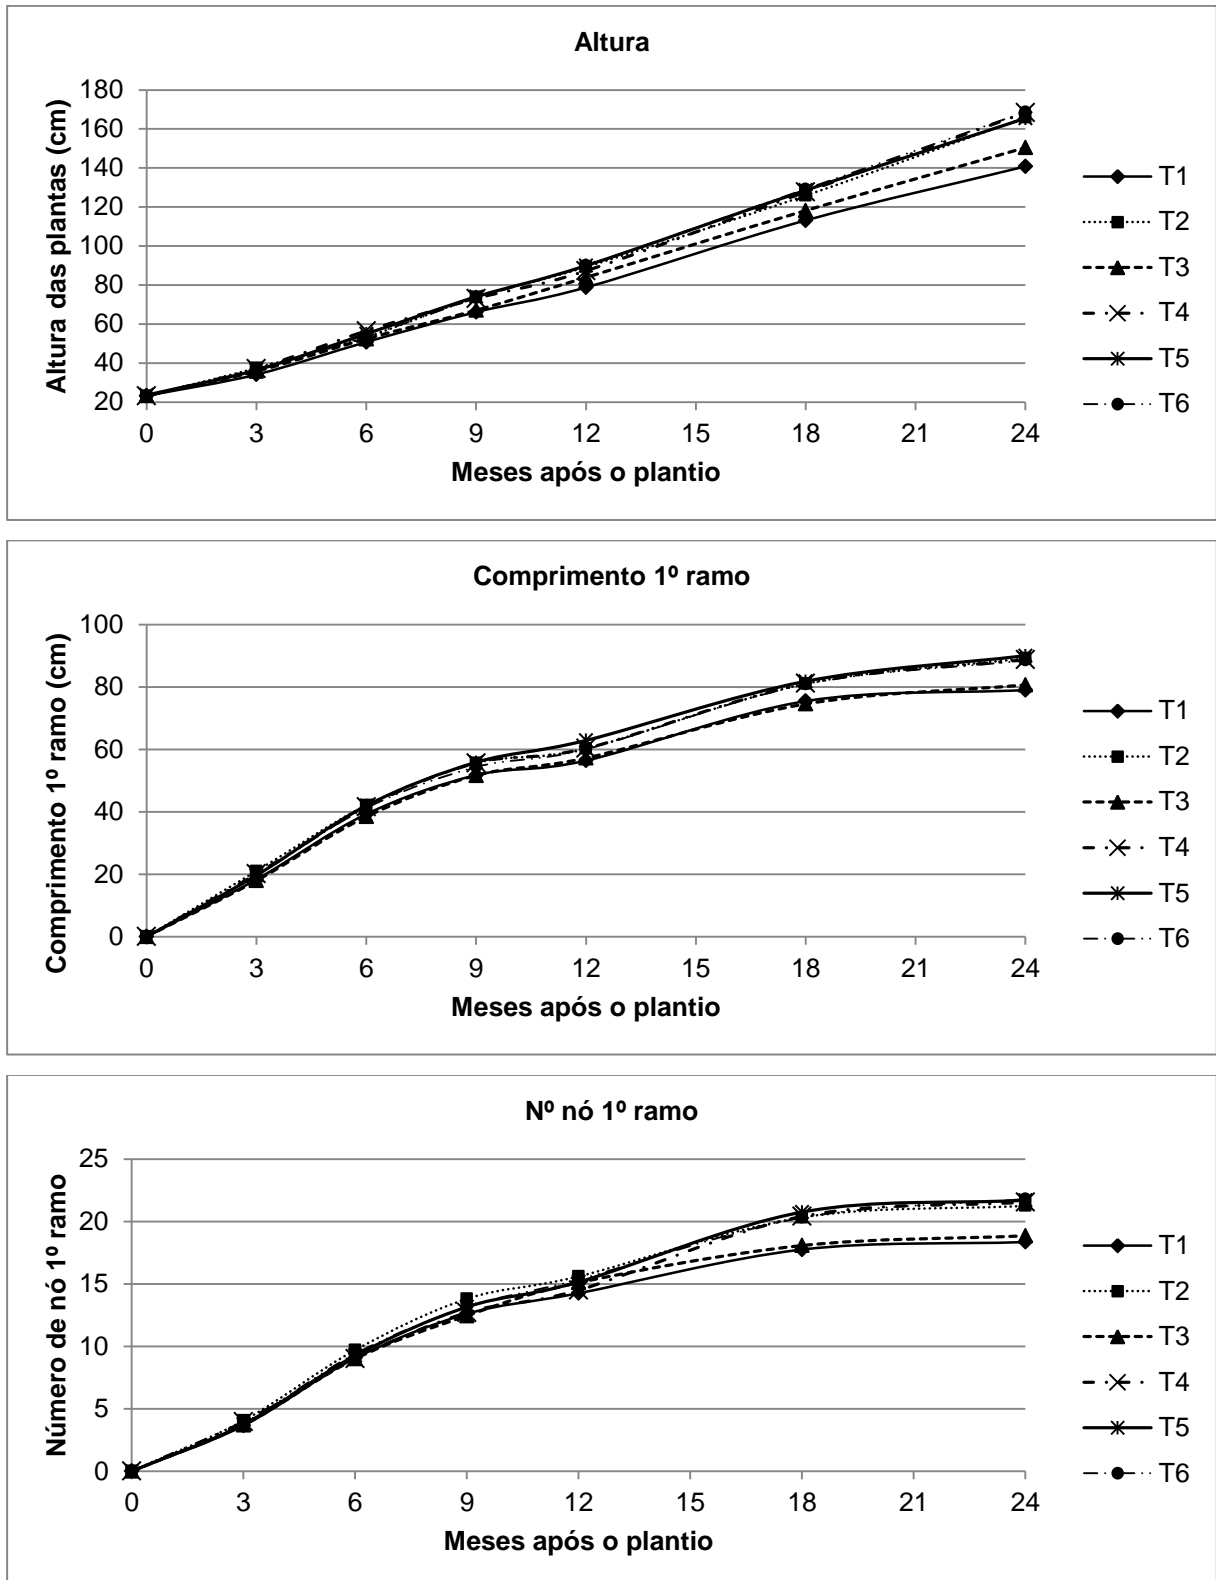 Altura
Altura das plantas (cm)
180
160
140
120
100
80
60
40
20
0 3 6 9 12 15 18 21 24
Meses após o plantio
T1
T2
T3
T4
T5
T6
Comprimento 1º ramo
Comprimento 1º ramo (cm)
100
80
60
40
20
0
0 3 6 9 12 15 18 21 24
Meses após o plantio
T1
T2
T3
T4
T5
T6
Nº nó 1º ramo
Número de nó 1º ramo
25
20
15
10
5
0
0 3 6 9 12 15 18 21 24
Meses após o plantio
T1
T2
T3
T4
T5
T6